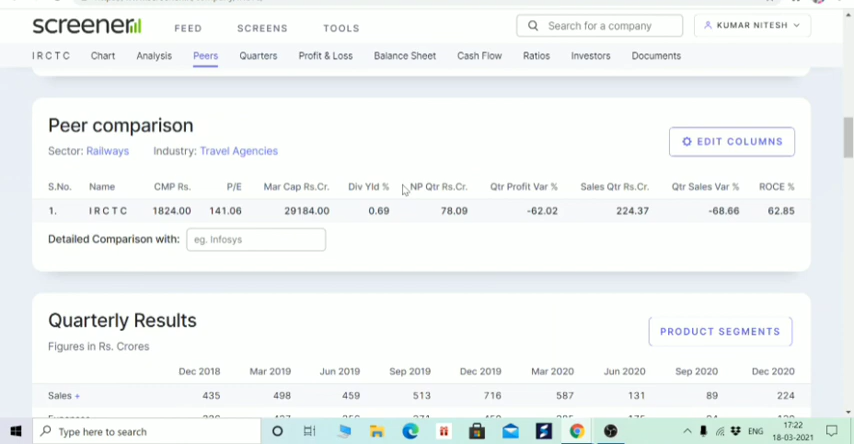 screener
FEED SCREENS TOOLS
Search for a company
KUMAR NITESH
I R C T C Chart Analysis Peers Quarters Profit & Loss Balance Sheet Cash Flow Ratios Investors Documents
Peer comparison
Sector: Railways Industry: Travel Agencies
EDIT COLUMNS
S.No. Name CMP Rs. P/E Mar Cap Rs.Cr. Div Yld % NP Qtr Rs.Cr. Qtr Profit Var % Sales Qtr Rs.Cr. Qtr Sales Var % ROCE %
1. I R C T C 1824.00 141.06 29184.00 0.69 78.09 -62.02 224.37 -68.66 62.85
Detailed Comparison with: eg. Infosys
Quarterly Results
PRODUCT SEGMENTS
Figures in Rs. Crores
Dec 2018 Mar 2019 Jun 2019 Sep 2019 Dec 2019 Mar 2020 Jun 2020 Sep 2020 Dec 2020
Sales + 435 498 459 513 716 587 131 89 224
Type here to search
ENG
17:22
18-03-2021